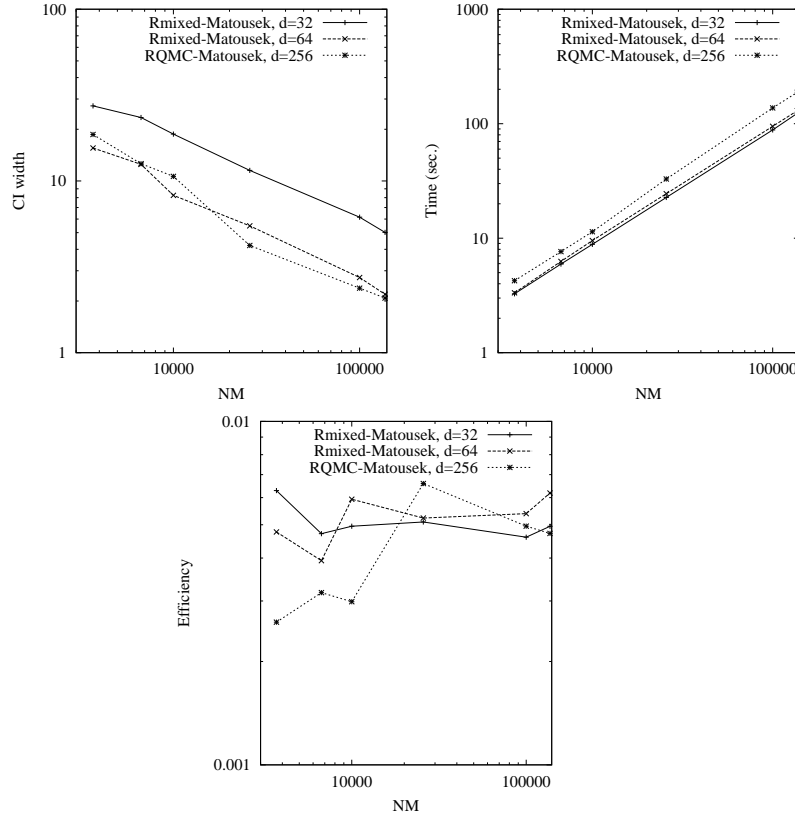 100
10
1
CI width
10000
100000
NM
Rmixed-Matousek, d=32
Rmixed-Matousek, d=64
RQMC-Matousek, d=256
1000
100
10
1
Time (sec.)
10000
100000
NM
Rmixed-Matousek, d=32
Rmixed-Matousek, d=64
RQMC-Matousek, d=256
0.01
0.001
Efficiency
10000
100000
NM
Rmixed-Matousek, d=32
Rmixed-Matousek, d=64
RQMC-Matousek, d=256